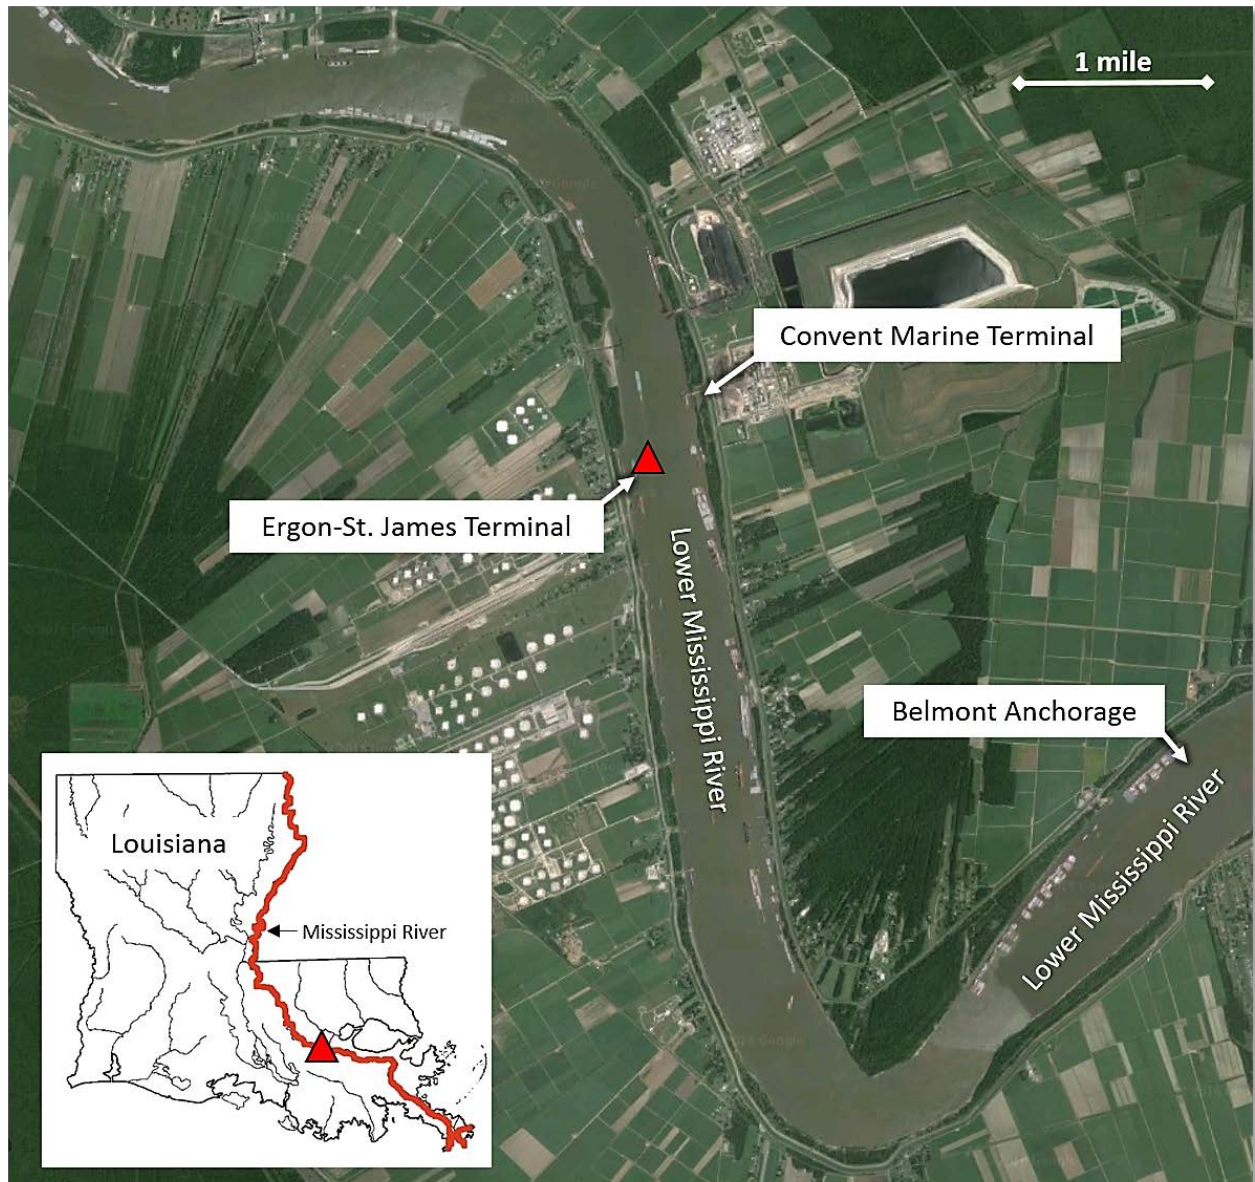 1 mile
Convent Marine Terminal
Ergon-St. James Terminal
Lower Mississippi River
Belmont Anchorage
Lower Mississippi River
Louisiana
Mississippi River